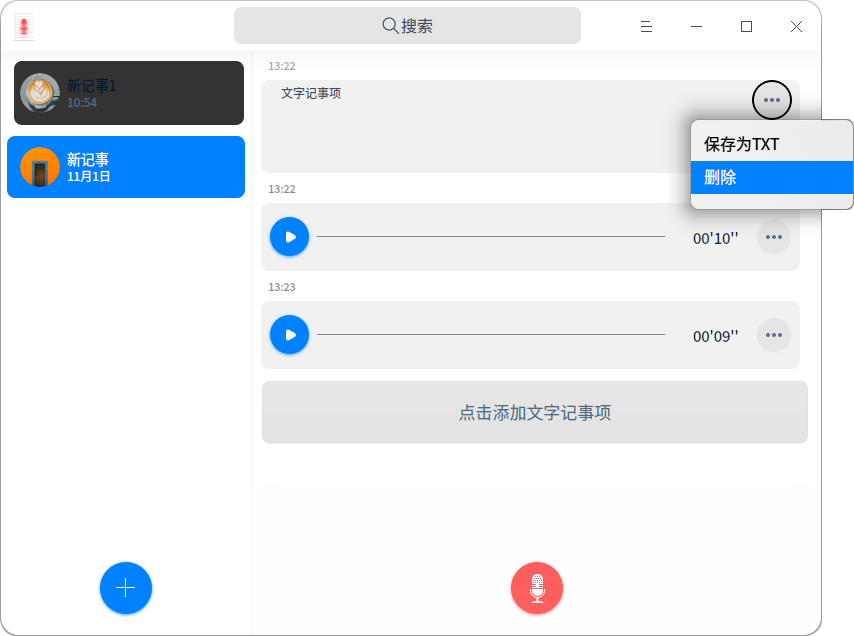 搜索
新记事1
10:54
新记事
11月1日
13:22
文字记事项
保存为TXT
删除
13:22
00'10''
13:23
00'09''
点击添加文字记事项